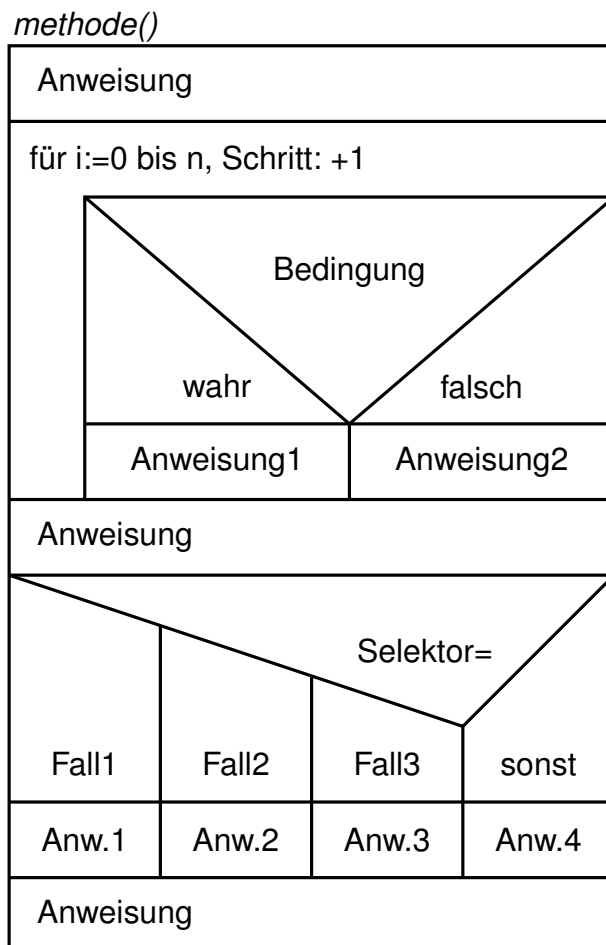 methode()
Anweisung
für i:=0 bis n, Schritt: +1
Bedingung
wahr falsch
Anweisung1 Anweisung2
Anweisung
Selektor=
Fall1 Fall2 Fall3 sonst
Anw.1 Anw.2 Anw.3 Anw.4
Anweisung